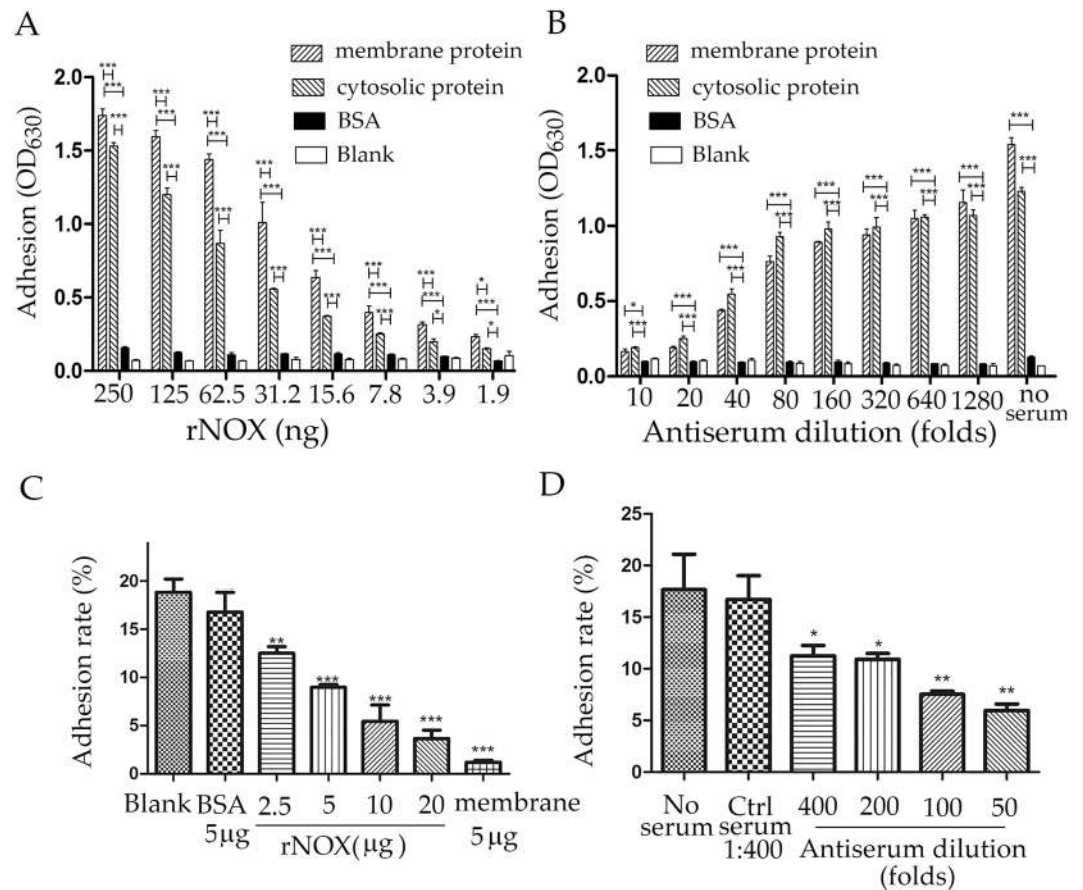 A
membrane protein
cytosolic protein
BSA
Blank
Adhesion (OD630)
2.0
1.5
1.0
0.5
0.0
*** *** *** *** *** *** *** *
*** *** *** *** *** *** *** ***
*** *** *** *** *** *** * *
250 125 62.5 31.2 15.6 7.8 3.9 1.9
rNOX (ng)
B
membrane protein
cytosolic protein
BSA
Blank
Adhesion (OD630)
2.0
1.5
1.0
0.5
0.0
* *** *** *** *** *** *** *** ***
*** *** *** *** *** *** *** *** ***
10 20 40 80 160 320 640 1280 no serum
Antiserum dilution (folds)
C
Adhesion rate (%)
20
15
10
5
0
** *** *** *** ***
Blank BSA 2.5 5 10 20 membrane
5μg rNOX(μg) 5μg
D
Adhesion rate (%)
25
20
15
10
5
0
* * ** **
No Ctrl 400 200 100 50
serum serum
1:400 Antiserum dilution
(folds)